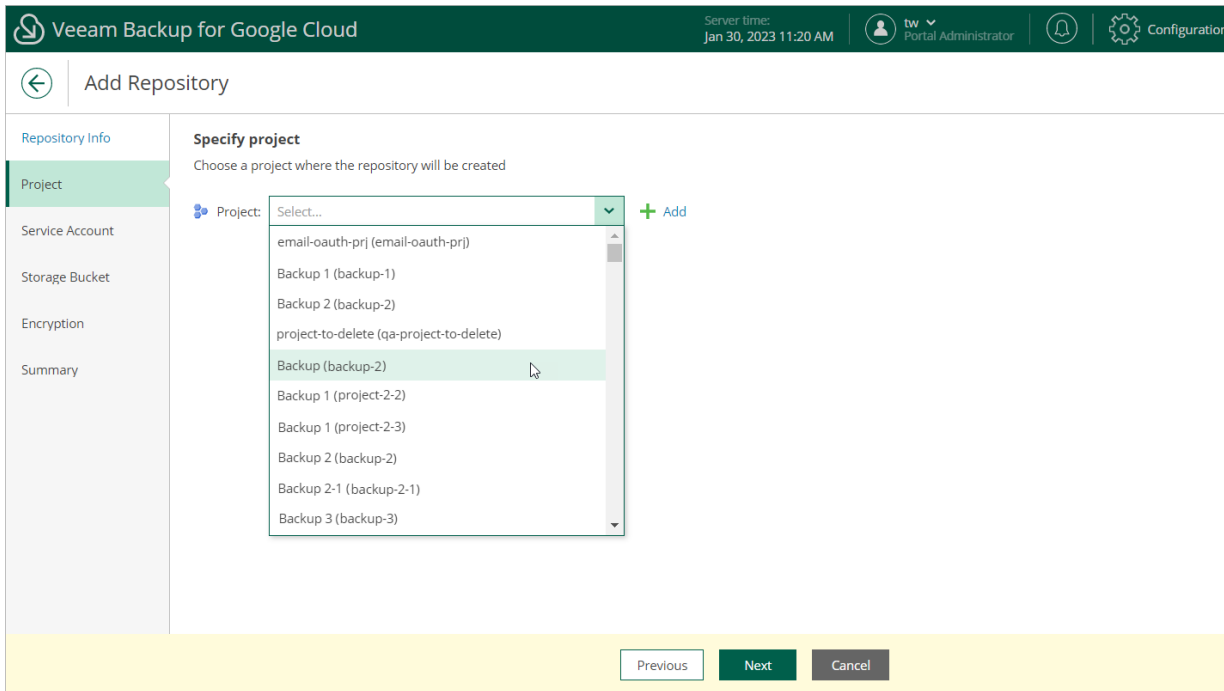 Veeam Backup for Google Cloud
Server time:
Jan 30, 2023 11:20 AM
tw
Portal Administrator
Configuration
Add Repository
Repository Info
Project
Service Account
Storage Bucket
Encryption
Summary
Specify project
Choose a project where the repository will be created
Project: Select... Add
email-oauth-prj (email-oauth-prj)
Backup 1 (backup-1)
Backup 2 (backup-2)
project-to-delete (qa-project-to-delete)
Backup (backup-2)
Backup 1 (project-2-2)
Backup 1 (project-2-3)
Backup 2 (backup-2)
Backup 2-1 (backup-2-1)
Backup 3 (backup-3)
Previous Next Cancel